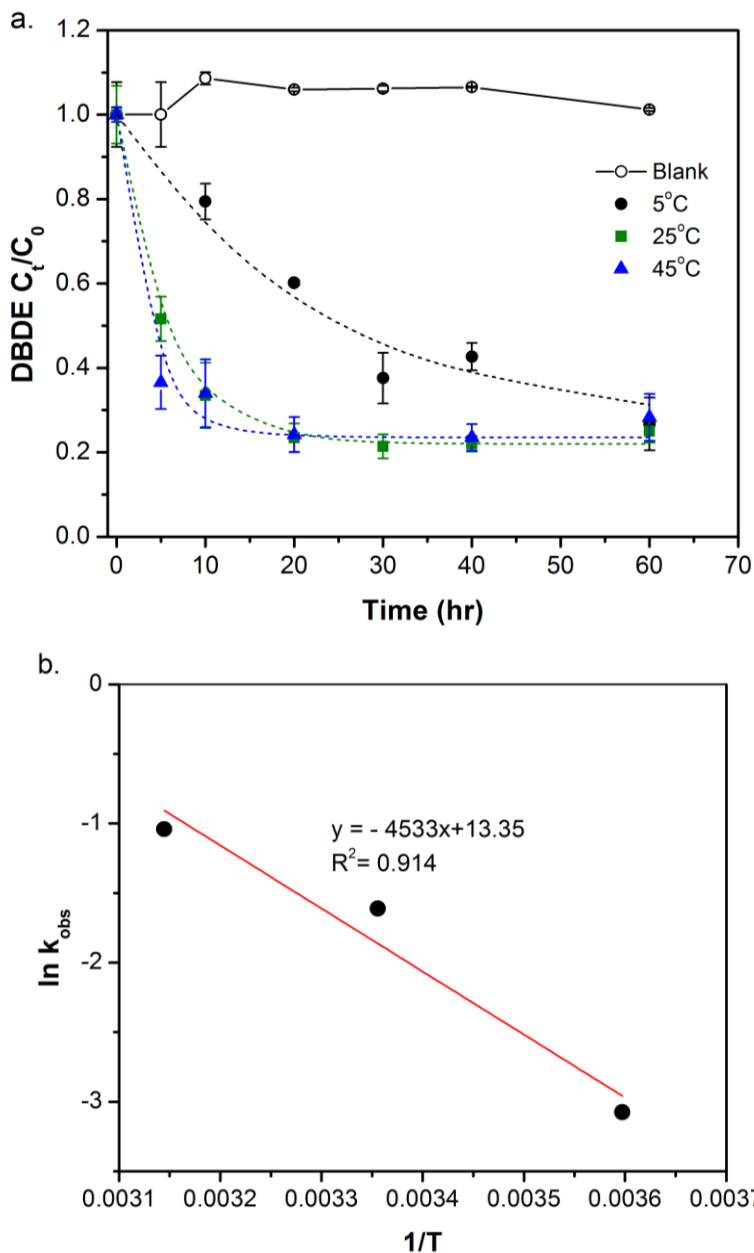 a.
1.2
1.0
0.8
0.6
0.4
0.2
0.0
DBDE Cₜ/C₀
Blank
5°C
25°C
45°C
0 10 20 30 40 50 60 70
Time (hr)
b.
0
-1
-2
-3
ln k_obs
y = - 4533x+13.35
R²= 0.914
0.0031 0.0032 0.0033 0.0034 0.0035 0.0036 0.0037
1/T